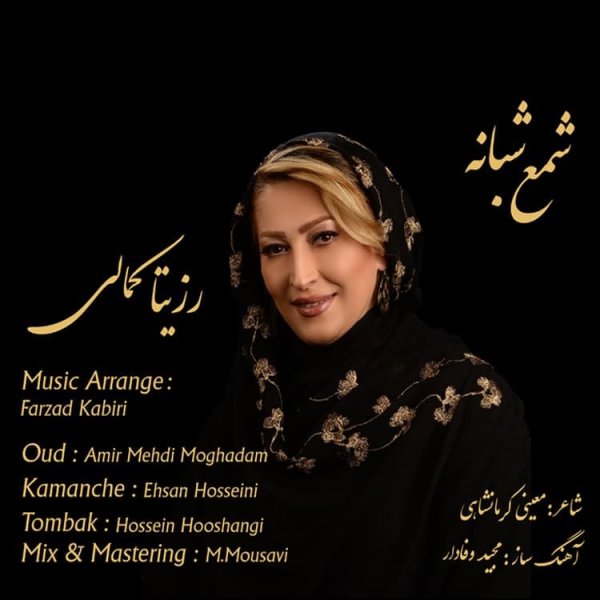 شمع شبانه
رزیتا کمالی
Music Arrange :
Farzad Kabiri
Oud : Amir Mehdi Moghadam
Kamanche : Ehsan Hosseini
Tombak : Hossein Hooshangi
Mix & Mastering : M.Mousavi
شاعر : معینی کرمانشاهی
آهنگ ساز : مجید وفادار